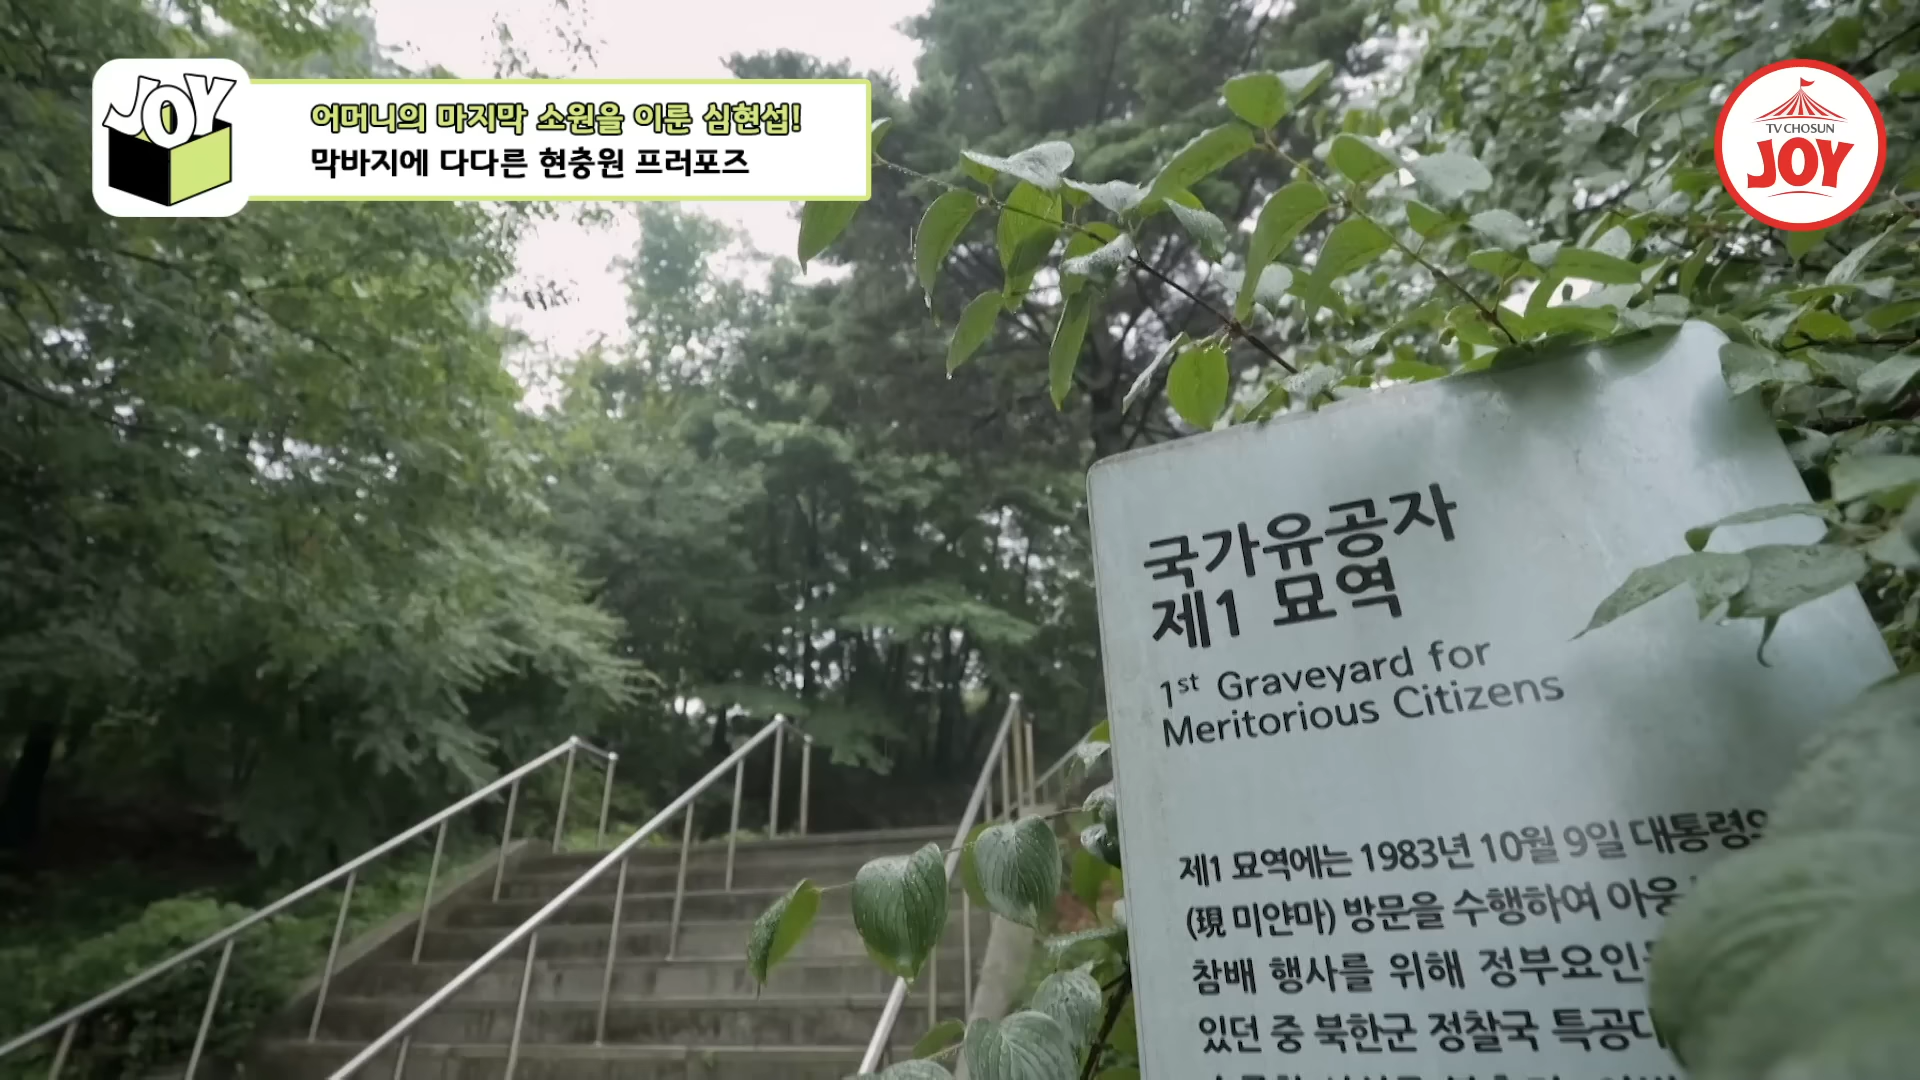 JOY
어머니의 마지막 소원을 이룬 심현섭!
막바지에 다다른 현충원 프러포즈
TV CHOSUN
JOY
국가유공자
제1 묘역
1st Graveyard for
Meritorious Citizens
제1 묘역에는 1983년 10월 9일 대통령의
(現 미얀마) 방문을 수행하여 아웅
참배 행사를 위해 정부요인
있던 중 북한군 정찰국